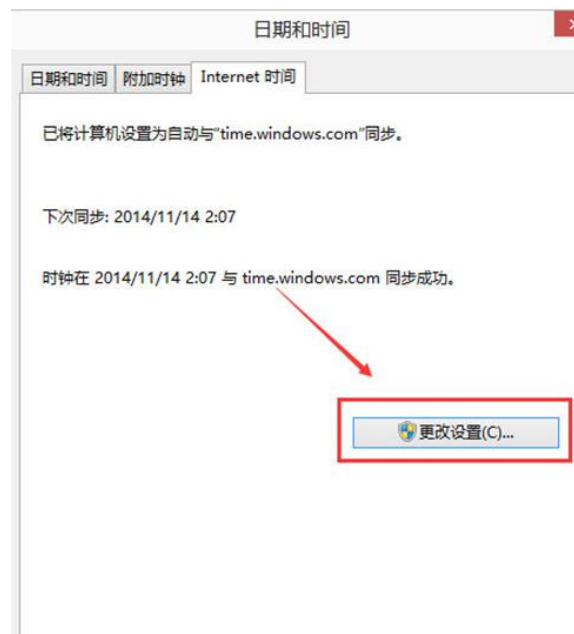 日期和时间
日期和时间 附加时钟 Internet 时间
已将计算机设置为自动与“time.windows.com”同步。
下次同步: 2014/11/14 2:07
时钟在 2014/11/14 2:07 与 time.windows.com 同步成功。
更改设置(C)...